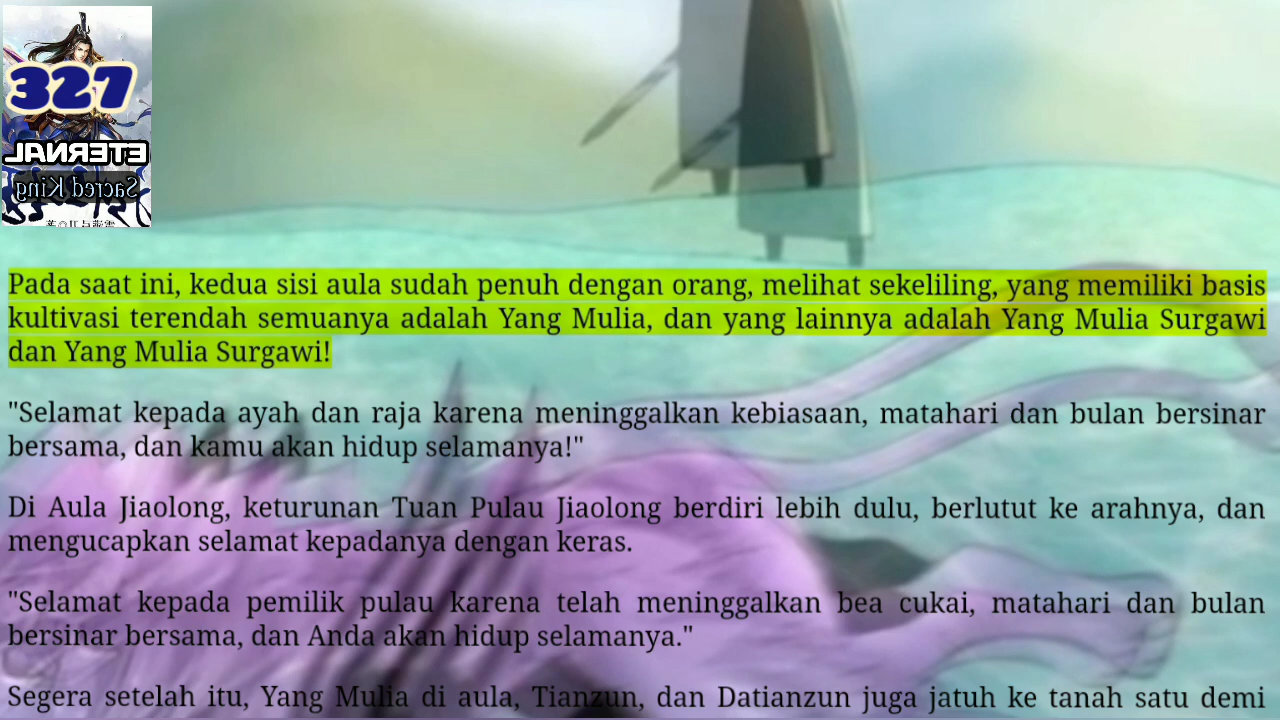 327
ETERNAL
Sacred King
Pada saat ini, kedua sisi aula sudah penuh dengan orang, melihat sekeliling, yang memiliki basis
kultivasi terendah semuanya adalah Yang Mulia, dan yang lainnya adalah Yang Mulia Surgawi
dan Yang Mulia Surgawi!
"Selamat kepada ayah dan raja karena meninggalkan kebiasaan, matahari dan bulan bersinar
bersama, dan kamu akan hidup selamanya!"
Di Aula Jiaolong, keturunan Tuan Pulau Jiaolong berdiri lebih dulu, berlutut ke arahnya, dan
mengucapkan selamat kepadanya dengan keras.
"Selamat kepada pemilik pulau karena telah meninggalkan bea cukai, matahari dan bulan
bersinar bersama, dan Anda akan hidup selamanya."
Segera setelah itu, Yang Mulia di aula, Tianzun, dan Datianzun juga jatuh ke tanah satu demi